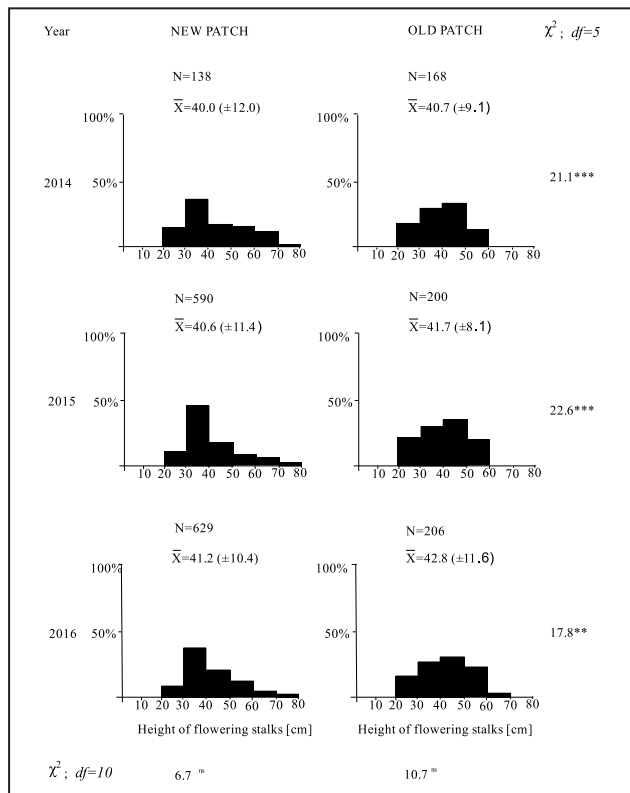 Year NEW PATCH OLD PATCH χ²; df=5
N=138 N=168
X̅=40.0 (±12.0) X̅=40.7 (±9.1)
100% 100%
2014 50% 50% 21.1***
10 20 30 40 50 60 70 80 10 20 30 40 50 60 70 80
N=590 N=200
X̅=40.6 (±11.4) X̅=41.7 (±8.1)
100% 100%
2015 50% 50% 22.6***
10 20 30 40 50 60 70 80 10 20 30 40 50 60 70 80
N=629 N=206
X̅=41.2 (±10.4) X̅=42.8 (±11.6)
100% 100%
2016 50% 50% 17.8**
10 20 30 40 50 60 70 80 10 20 30 40 50 60 70 80
Height of flowering stalks [cm] Height of flowering stalks [cm]
χ²; df=10 6.7 ns 10.7 ns